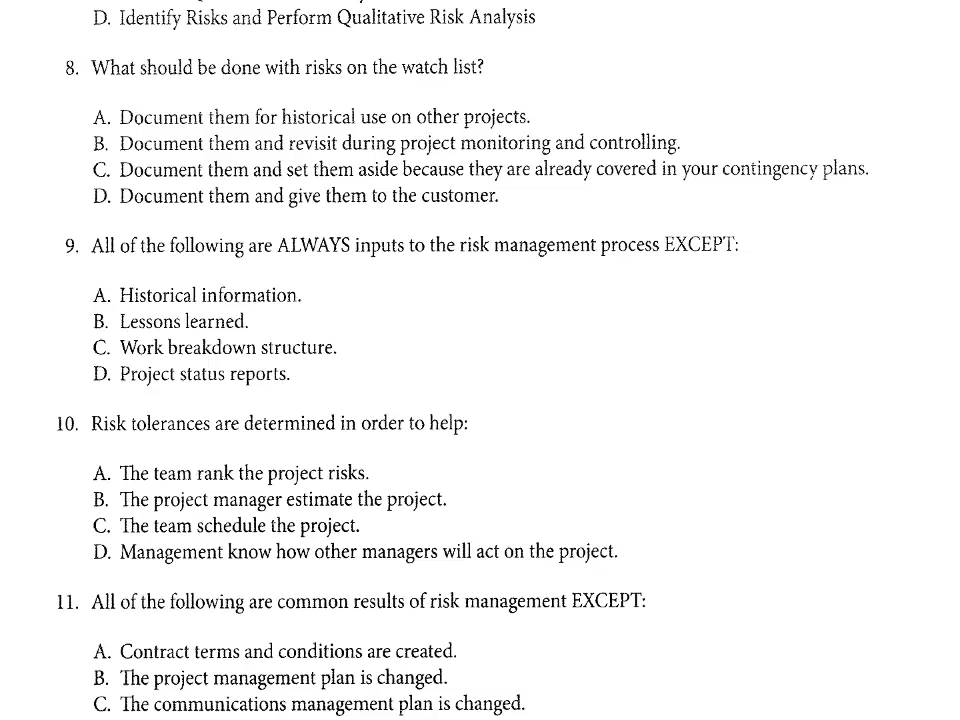 D. Identify Risks and Perform Qualitative Risk Analysis
8. What should be done with risks on the watch list?
A. Document them for historical use on other projects.
B. Document them and revisit during project monitoring and controlling.
C. Document them and set them aside because they are already covered in your contingency plans.
D. Document them and give them to the customer.
9. All of the following are ALWAYS inputs to the risk management process EXCEPT:
A. Historical information.
B. Lessons learned.
C. Work breakdown structure.
D. Project status reports.
10. Risk tolerances are determined in order to help:
A. The team rank the project risks.
B. The project manager estimate the project.
C. The team schedule the project.
D. Management know how other managers will act on the project.
11. All of the following are common results of risk management EXCEPT:
A. Contract terms and conditions are created.
B. The project management plan is changed.
C. The communications management plan is changed.